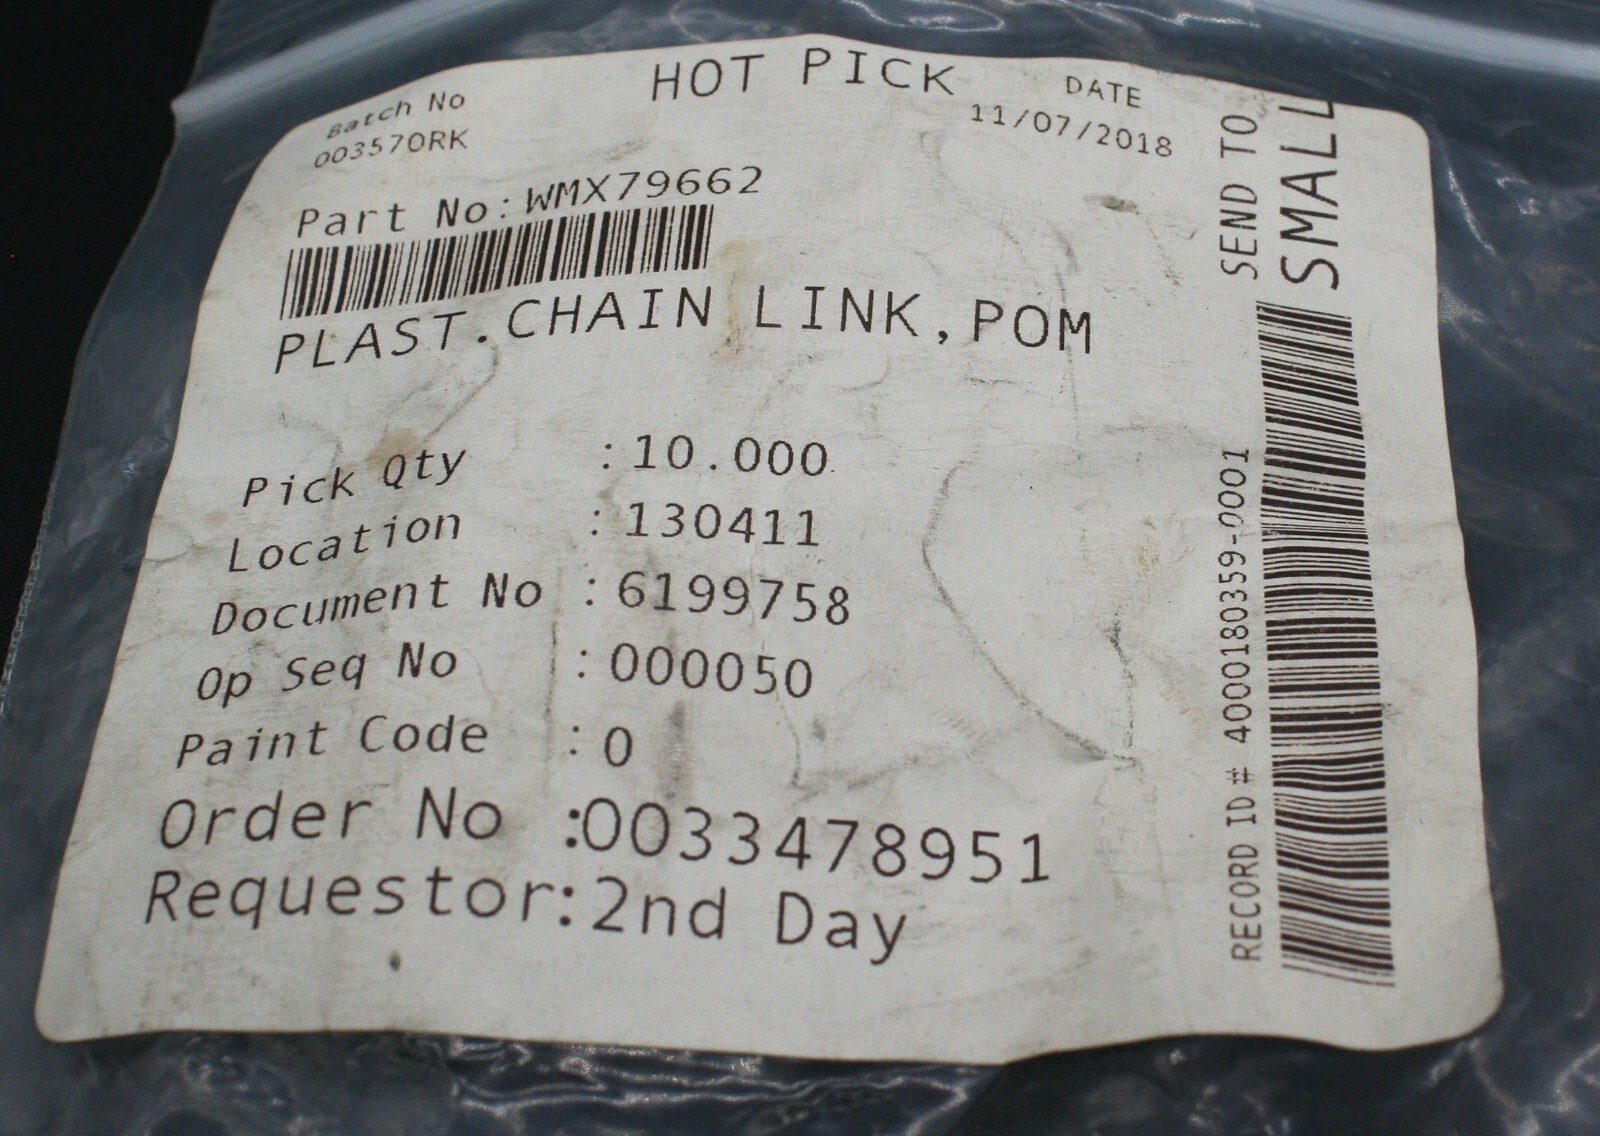 HOT PICK
Batch No
003570RK
DATE
11/07/2018
Part No:WMX79662
PLAST.CHAIN LINK,POM
Pick Qty :10.000
Location :130411
Document No :6199758
Op Seq No :000050
Paint Code :0
Order No :0033478951
Requestor:2nd Day
SEND TO
SMALL
RECORD ID# 4000180359-0001